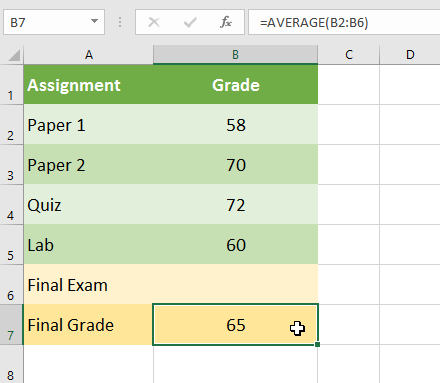 B7 fx =AVERAGE(B2:B6)
A B C D
1 Assignment Grade
2 Paper 1 58
3 Paper 2 70
4 Quiz 72
5 Lab 60
6 Final Exam
7 Final Grade 65
8